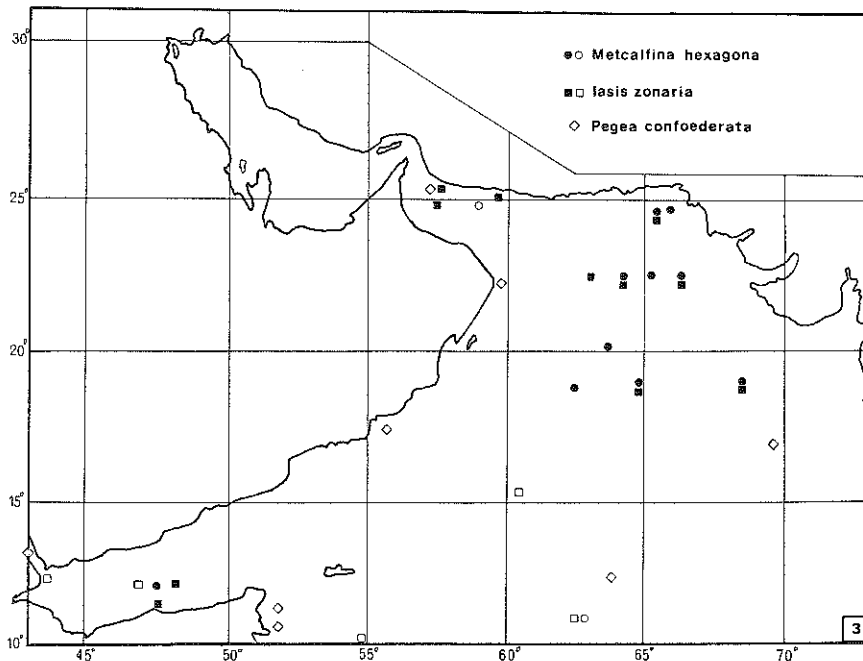 30°
●○ Metcalfina hexagona
■□ Iasis zonaria
◇ Pegea confoederata
25°
20°
15°
10°
3
45° 50° 55° 60° 65° 70°